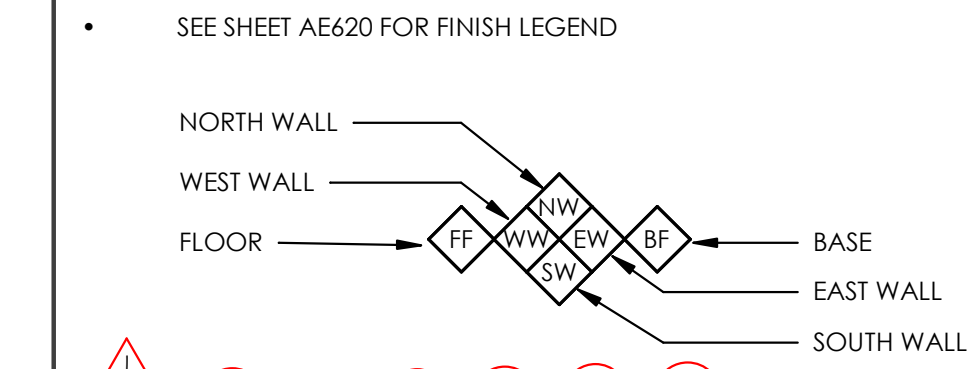 • SEE SHEET AE620 FOR FINISH LEGEND
NORTH WALL
WEST WALL
FLOOR
NW
FF
WW
EW
BF
SW
BASE
EAST WALL
SOUTH WALL